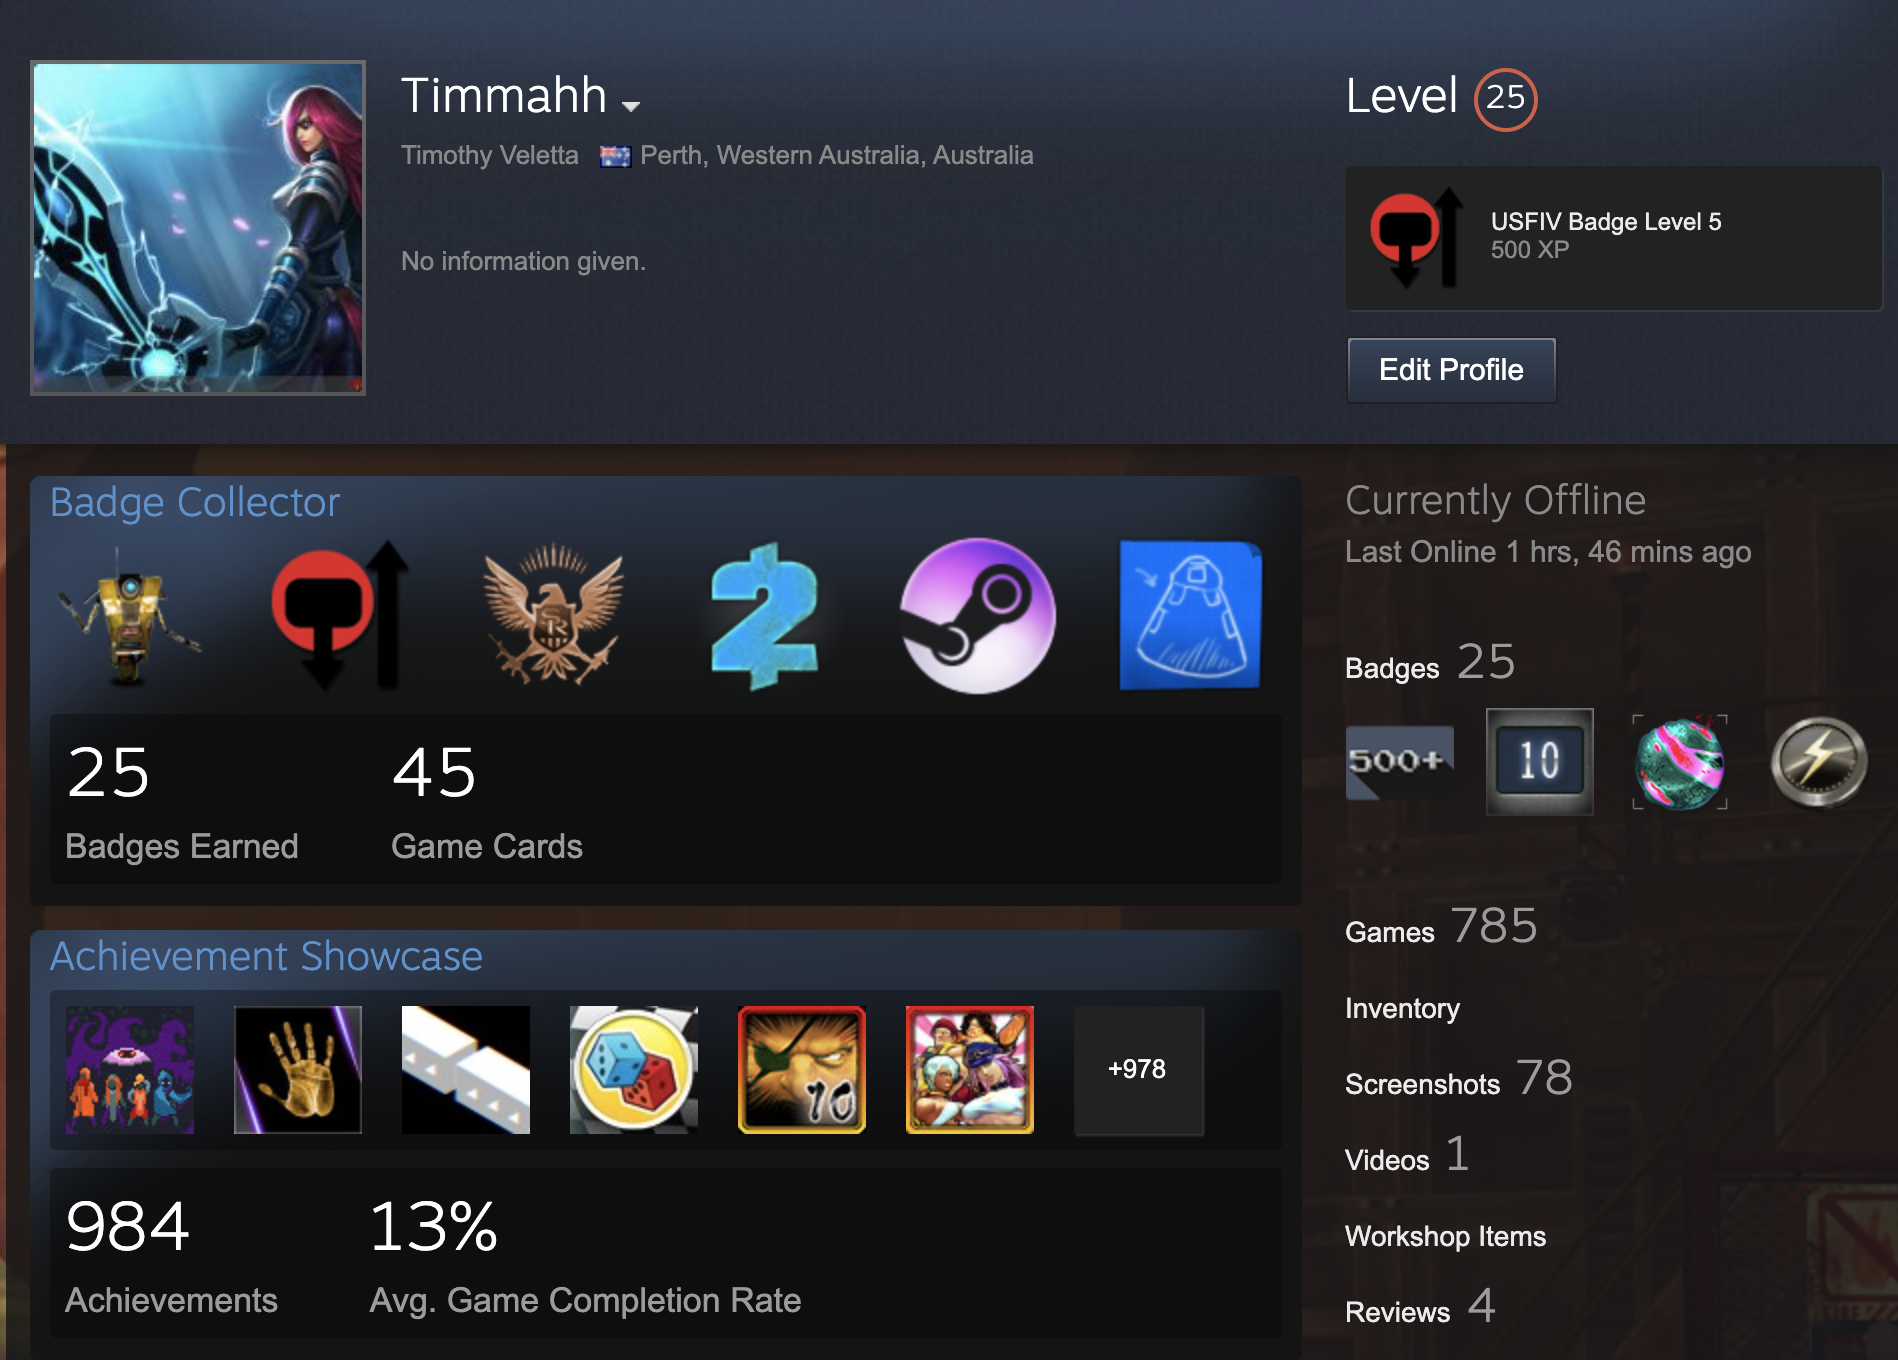 Timmahh
Timothy Veletta Perth, Western Australia, Australia
No information given.
Level 25
USFIV Badge Level 5
500 XP
Edit Profile
Badge Collector
SR
2
25
Badges Earned
45
Game Cards
Achievement Showcase
10
+978
984
Achievements
13%
Avg. Game Completion Rate
Currently Offline
Last Online 1 hrs, 46 mins ago
Badges 25
500+
10
Games 785
Inventory
Screenshots 78
Videos 1
Workshop Items
Reviews 4